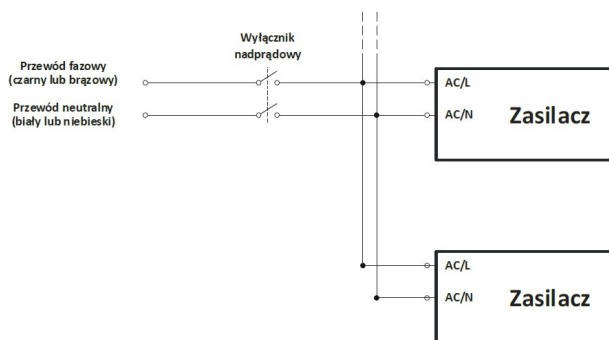 Wyłącznik
nadprądowy
Przewód fazowy
(czarny lub brązowy)
Przewód neutralny
(biały lub niebieski)
AC/L
AC/N
Zasilacz
AC/L
AC/N
Zasilacz